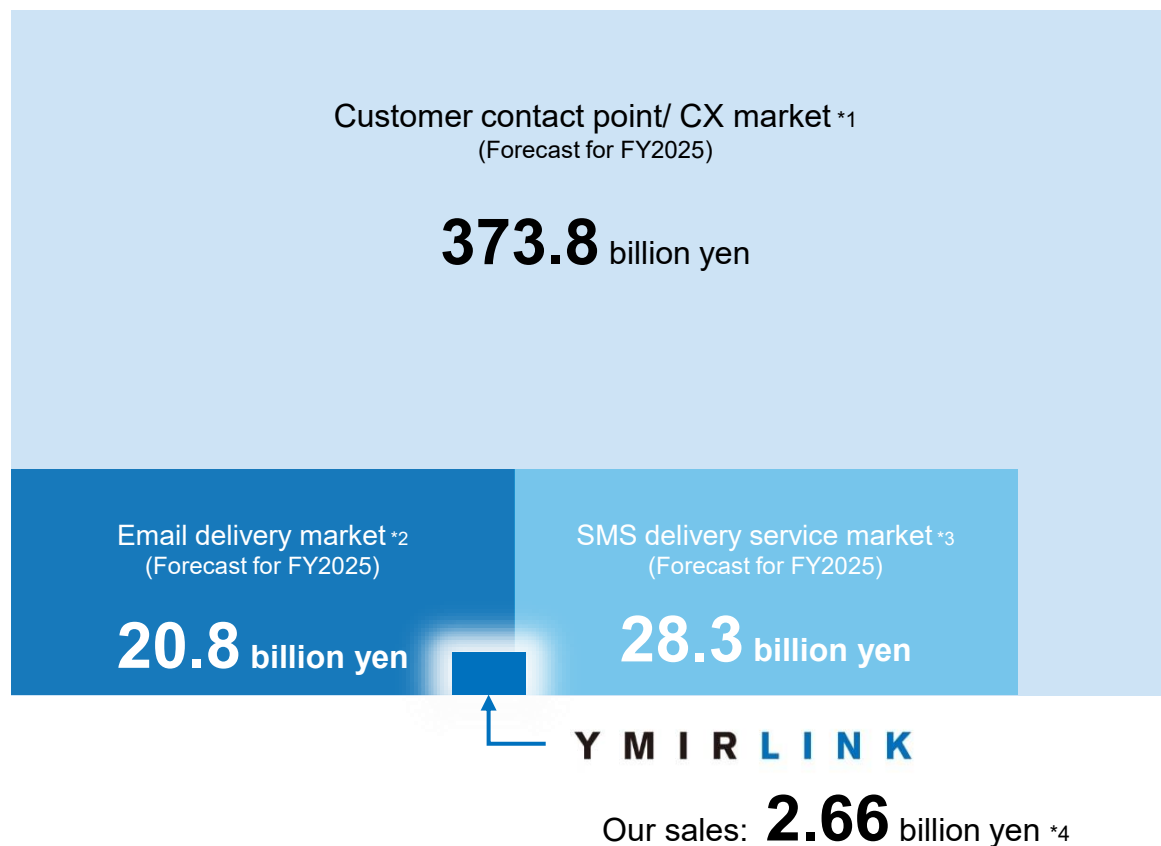 Customer contact point/ CX market *1
(Forecast for FY2025)
373.8 billion yen
Email delivery market *2
(Forecast for FY2025)
20.8 billion yen
SMS delivery service market *3
(Forecast for FY2025)
28.3 billion yen
YMIRLINK
Our sales: 2.66 billion yen *4